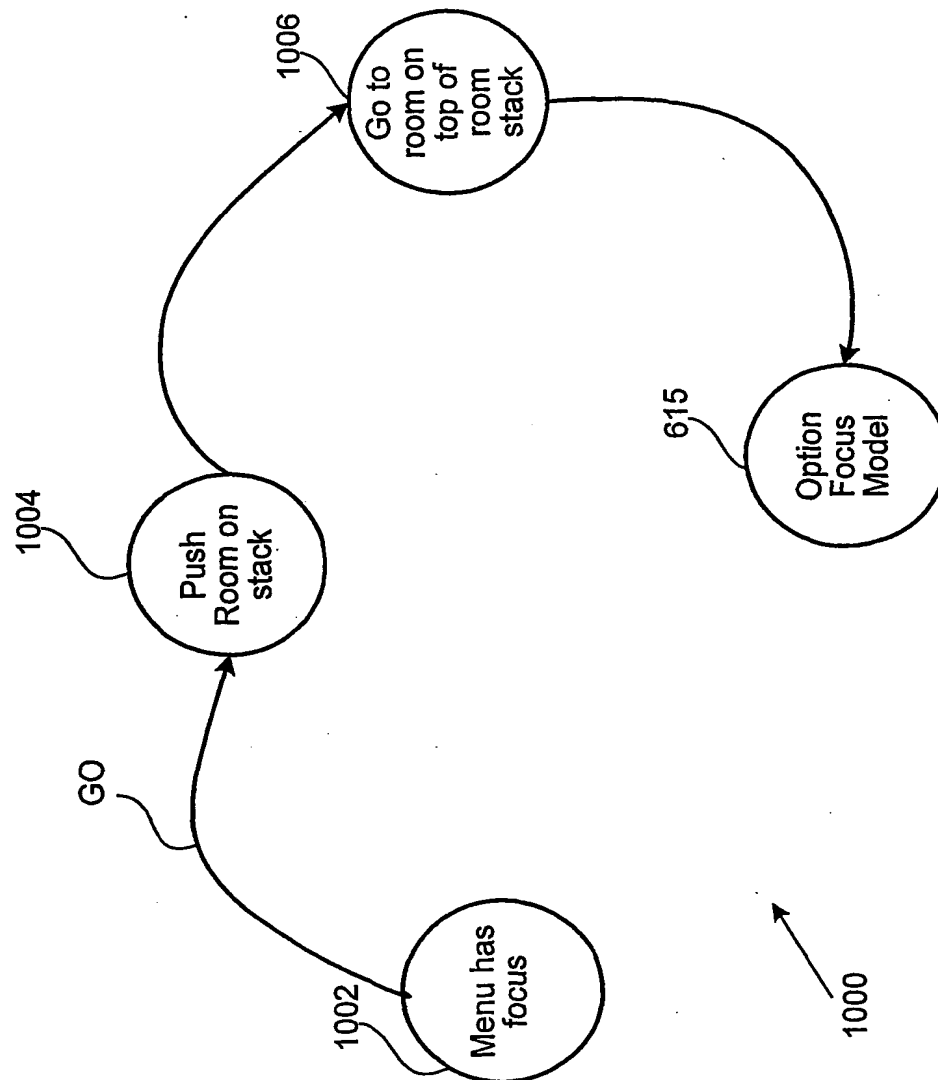 1002
Menu has
focus
GO
1004
Push
Room on
stack
1006
Go to
room on
top of
room
stack
615
Option
Focus
Model
1000